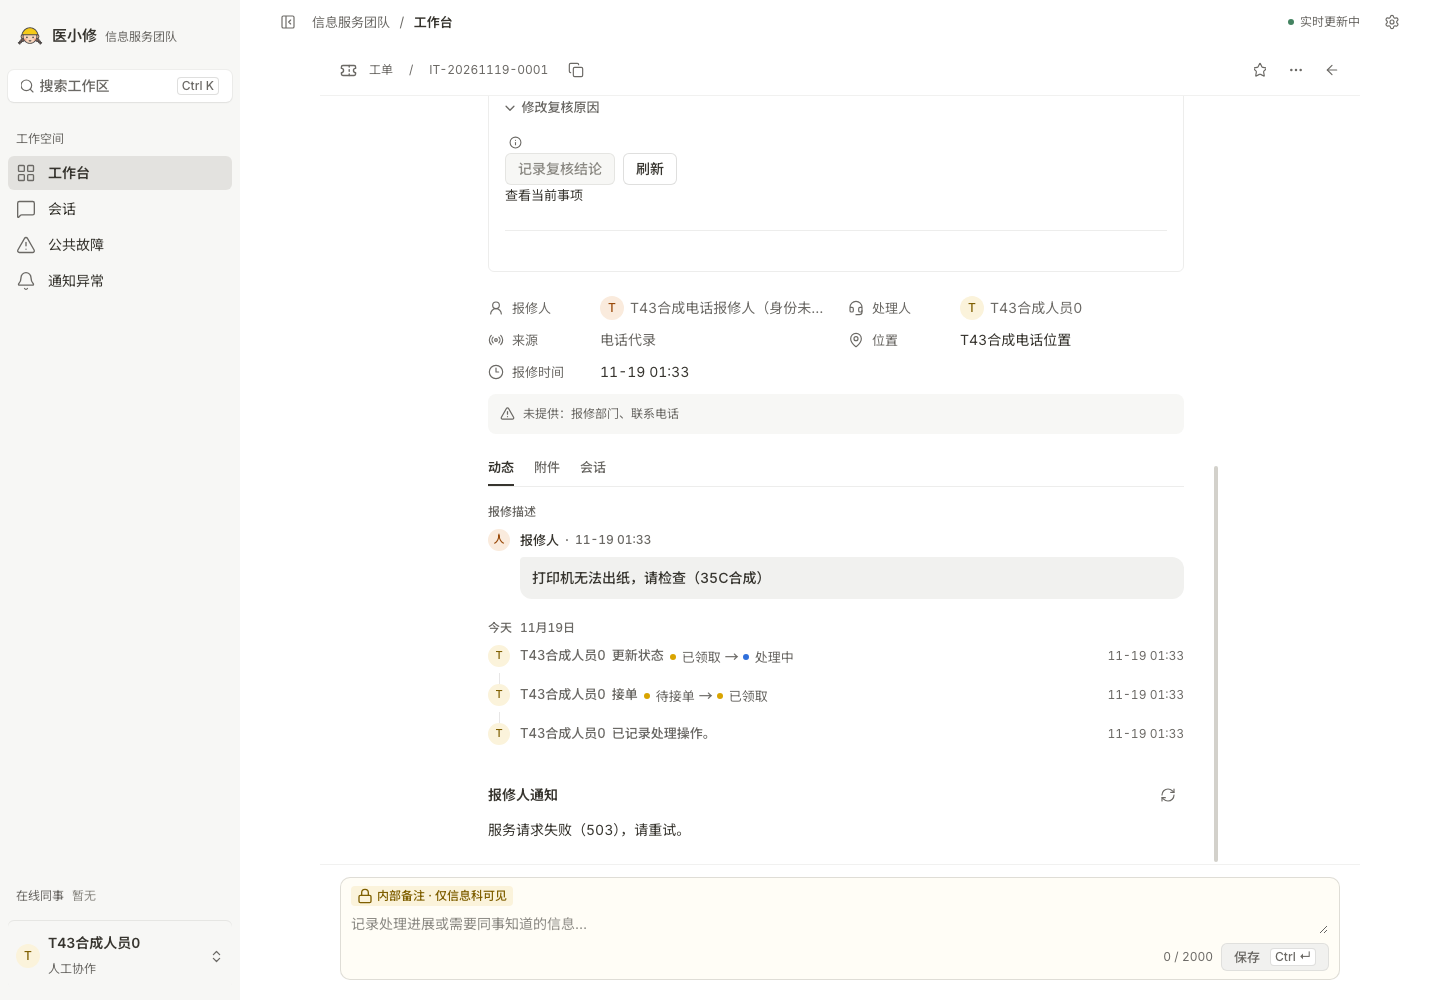 医小修 信息服务团队
信息服务团队 / 工作台
实时更新中
搜索工作区 Ctrl K
工作空间
工作台
会话
公共故障
通知异常
工单 / IT-20261119-0001
修改复核原因
记录复核结论 刷新
查看当前事项
报修人 T T43合成电话报修人（身份未... 处理人 T T43合成人员0
来源 电话代录 位置 T43合成电话位置
报修时间 11-19 01:33
未提供：报修部门、联系电话
动态 附件 会话
报修描述
人 报修人 · 11-19 01:33
打印机无法出纸，请检查（35C合成）
今天 11月19日
T T43合成人员0 更新状态 已领取 → 处理中 11-19 01:33
T T43合成人员0 接单 待接单 → 已领取 11-19 01:33
T T43合成人员0 已记录处理操作。 11-19 01:33
报修人通知
服务请求失败（503），请重试。
内部备注 · 仅信息科可见
记录处理进展或需要同事知道的信息...
0 / 2000 保存 Ctrl ↵
在线同事 暂无
T T43合成人员0
人工协作